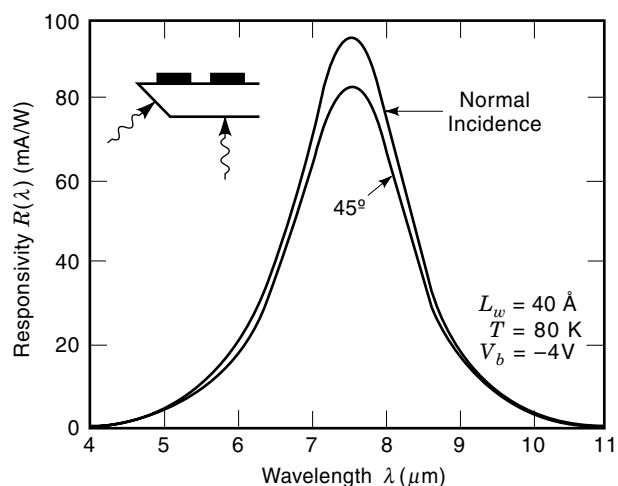 Responsivity R(λ) (mA/W)
100
80
60
40
20
0
Normal
Incidence
45º
L_w = 40 Å
T = 80 K
V_b = −4V
4 5 6 7 8 9 10 11
Wavelength λ (μm)